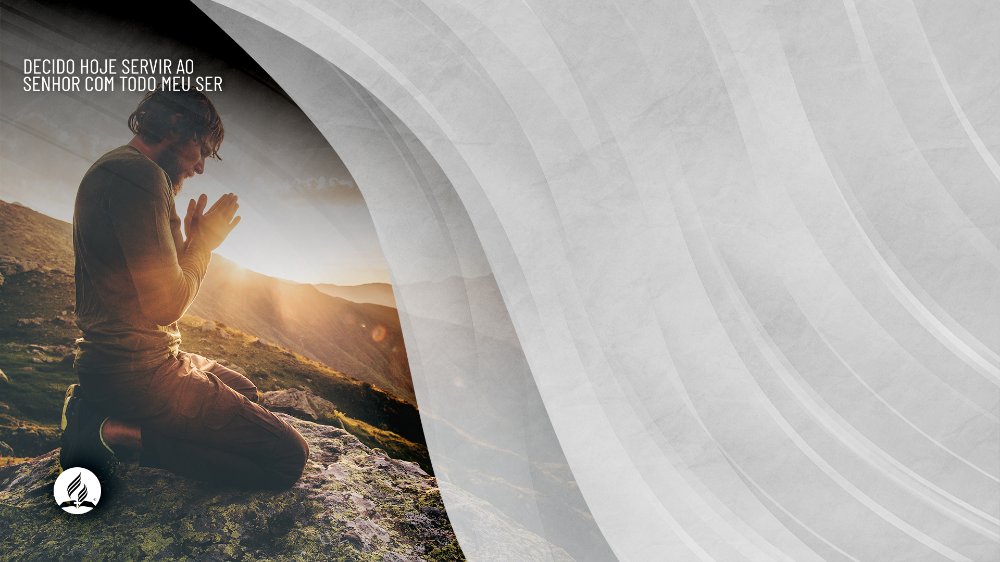 DECIDO HOJE SERVIR AO
SENHOR COM TODO MEU SER